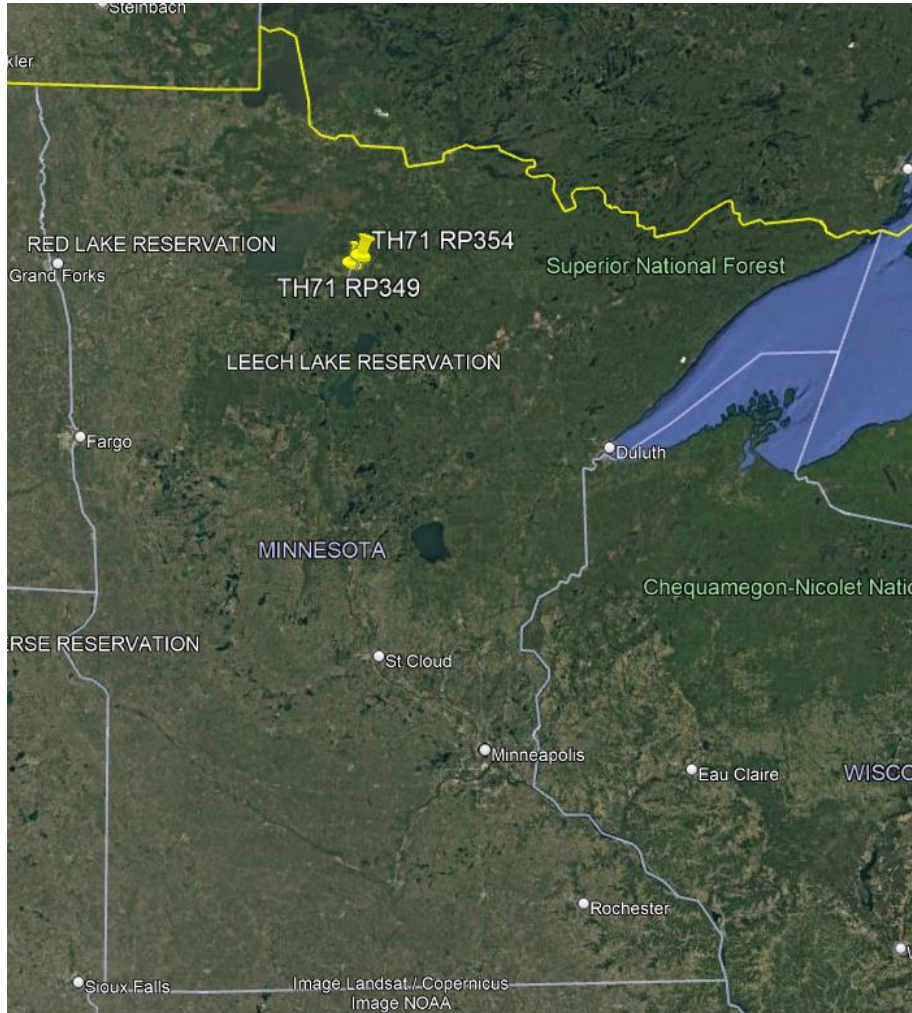 Steinbach
kler
TH71 RP354
RED LAKE RESERVATION
Grand Forks
Superior National Forest
TH71 RP349
LEECH LAKE RESERVATION
Fargo
Duluth
MINNESOTA
Chequamegon-Nicolet Natio
ERSE RESERVATION
St Cloud
Minneapolis
Eau Claire
WISCO
Rochester
Sioux Falls
Image Landsat / Copernicus
Image NOAA